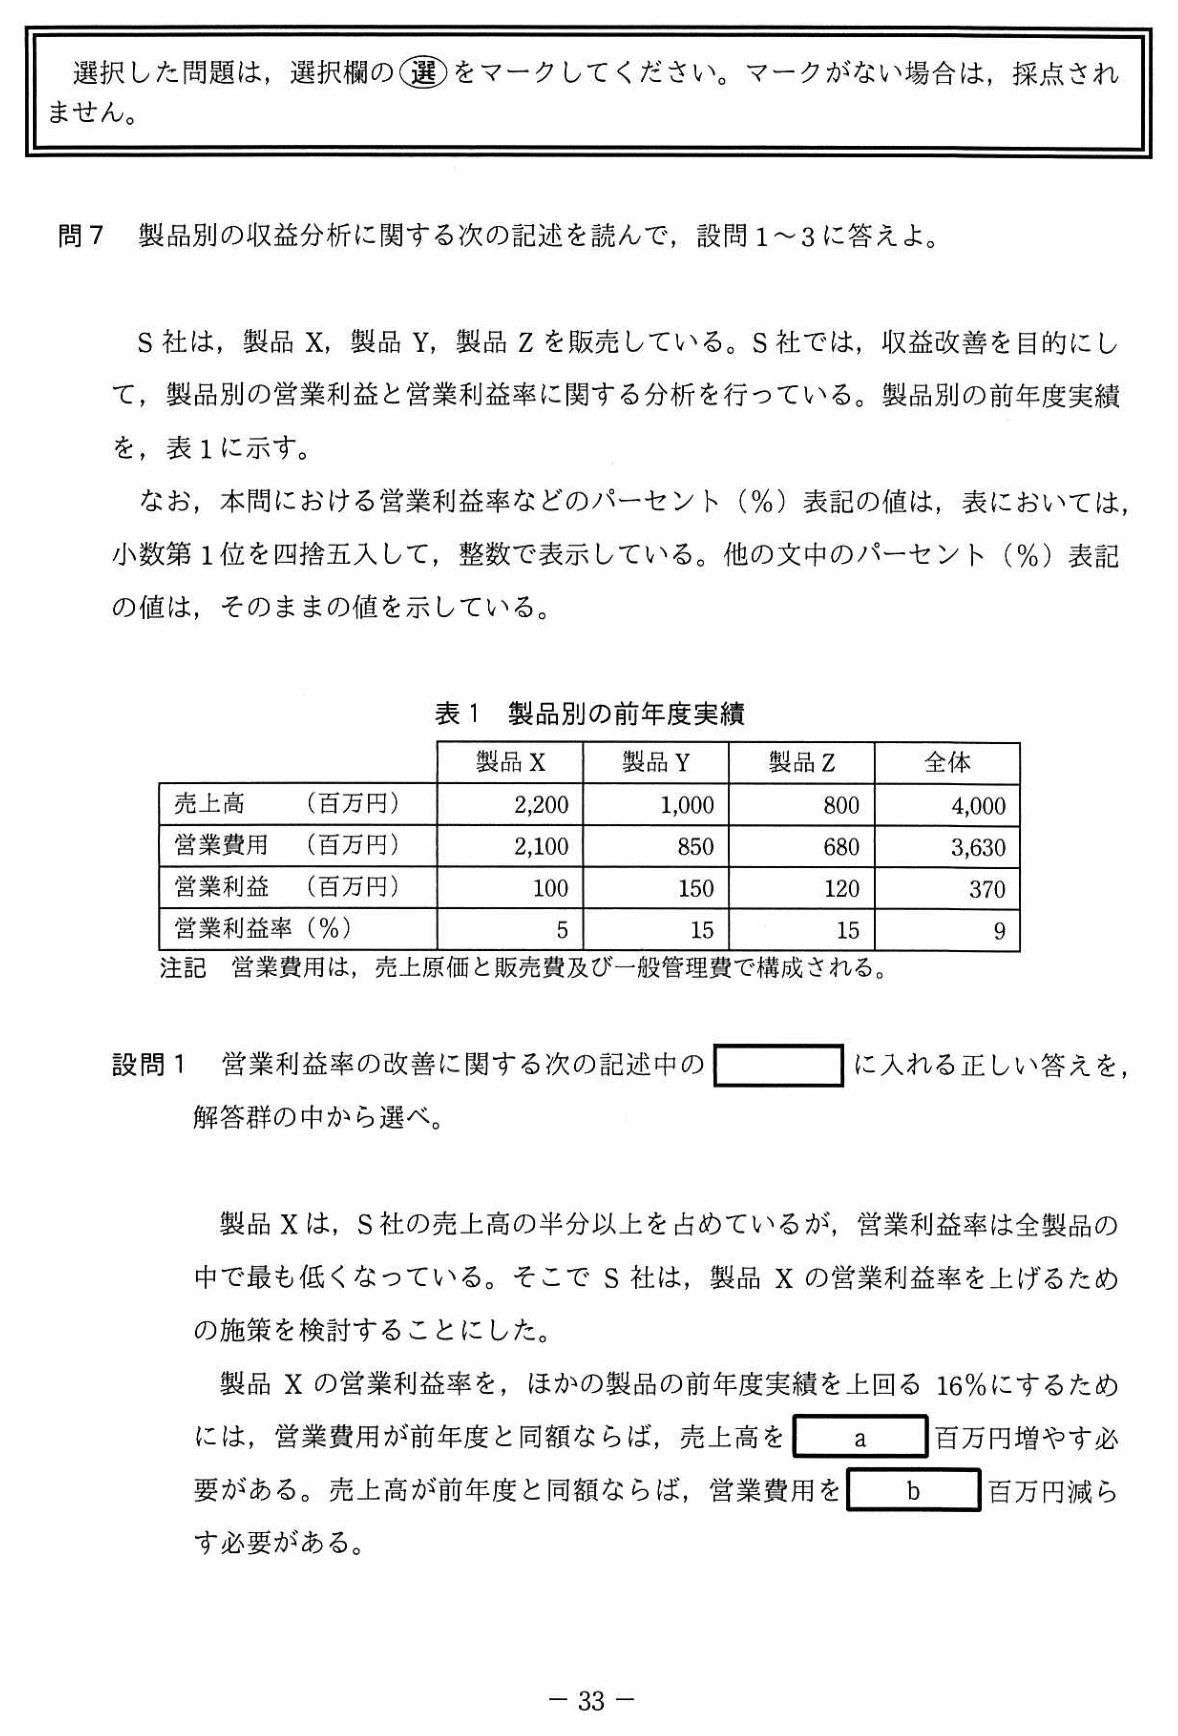 選択した問題は，選択欄の選をマークしてください。マークがない場合は，採点され
ません。
問7　製品別の収益分析に関する次の記述を読んで，設問1～3に答えよ。
S社は，製品X，製品Y，製品Zを販売している。S社では，収益改善を目的にし
て，製品別の営業利益と営業利益率に関する分析を行っている。製品別の前年度実績
を，表1に示す。
なお，本問における営業利益率などのパーセント（％）表記の値は，表においては，
小数第1位を四捨五入して，整数で表示している。他の文中のパーセント（％）表記
の値は，そのままの値を示している。
表1　製品別の前年度実績
製品X　製品Y　製品Z　全体
売上高　（百万円）　2,200　1,000　800　4,000
営業費用　（百万円）　2,100　850　680　3,630
営業利益　（百万円）　100　150　120　370
営業利益率（％）　5　15　15　9
注記　営業費用は，売上原価と販売費及び一般管理費で構成される。
設問1　営業利益率の改善に関する次の記述中の　　　に入れる正しい答えを，
解答群の中から選べ。
製品Xは，S社の売上高の半分以上を占めているが，営業利益率は全製品の
中で最も低くなっている。そこでS社は，製品Xの営業利益率を上げるため
の施策を検討することにした。
製品Xの営業利益率を，ほかの製品の前年度実績を上回る16％にするため
には，営業費用が前年度と同額ならば，売上高を　a　百万円増やす必
要がある。売上高が前年度と同額ならば，営業費用を　b　百万円減ら
す必要がある。
－ 33 －